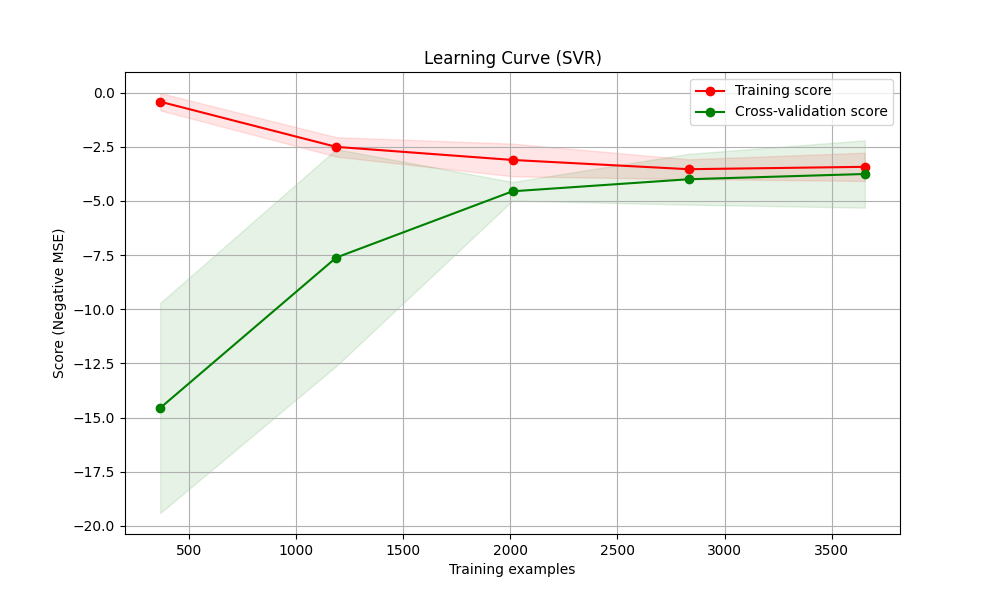 Learning Curve (SVR)
Training score
Cross-validation score
Score (Negative MSE)
0.0
−2.5
−5.0
−7.5
−10.0
−12.5
−15.0
−17.5
−20.0
500 1000 1500 2000 2500 3000 3500
Training examples